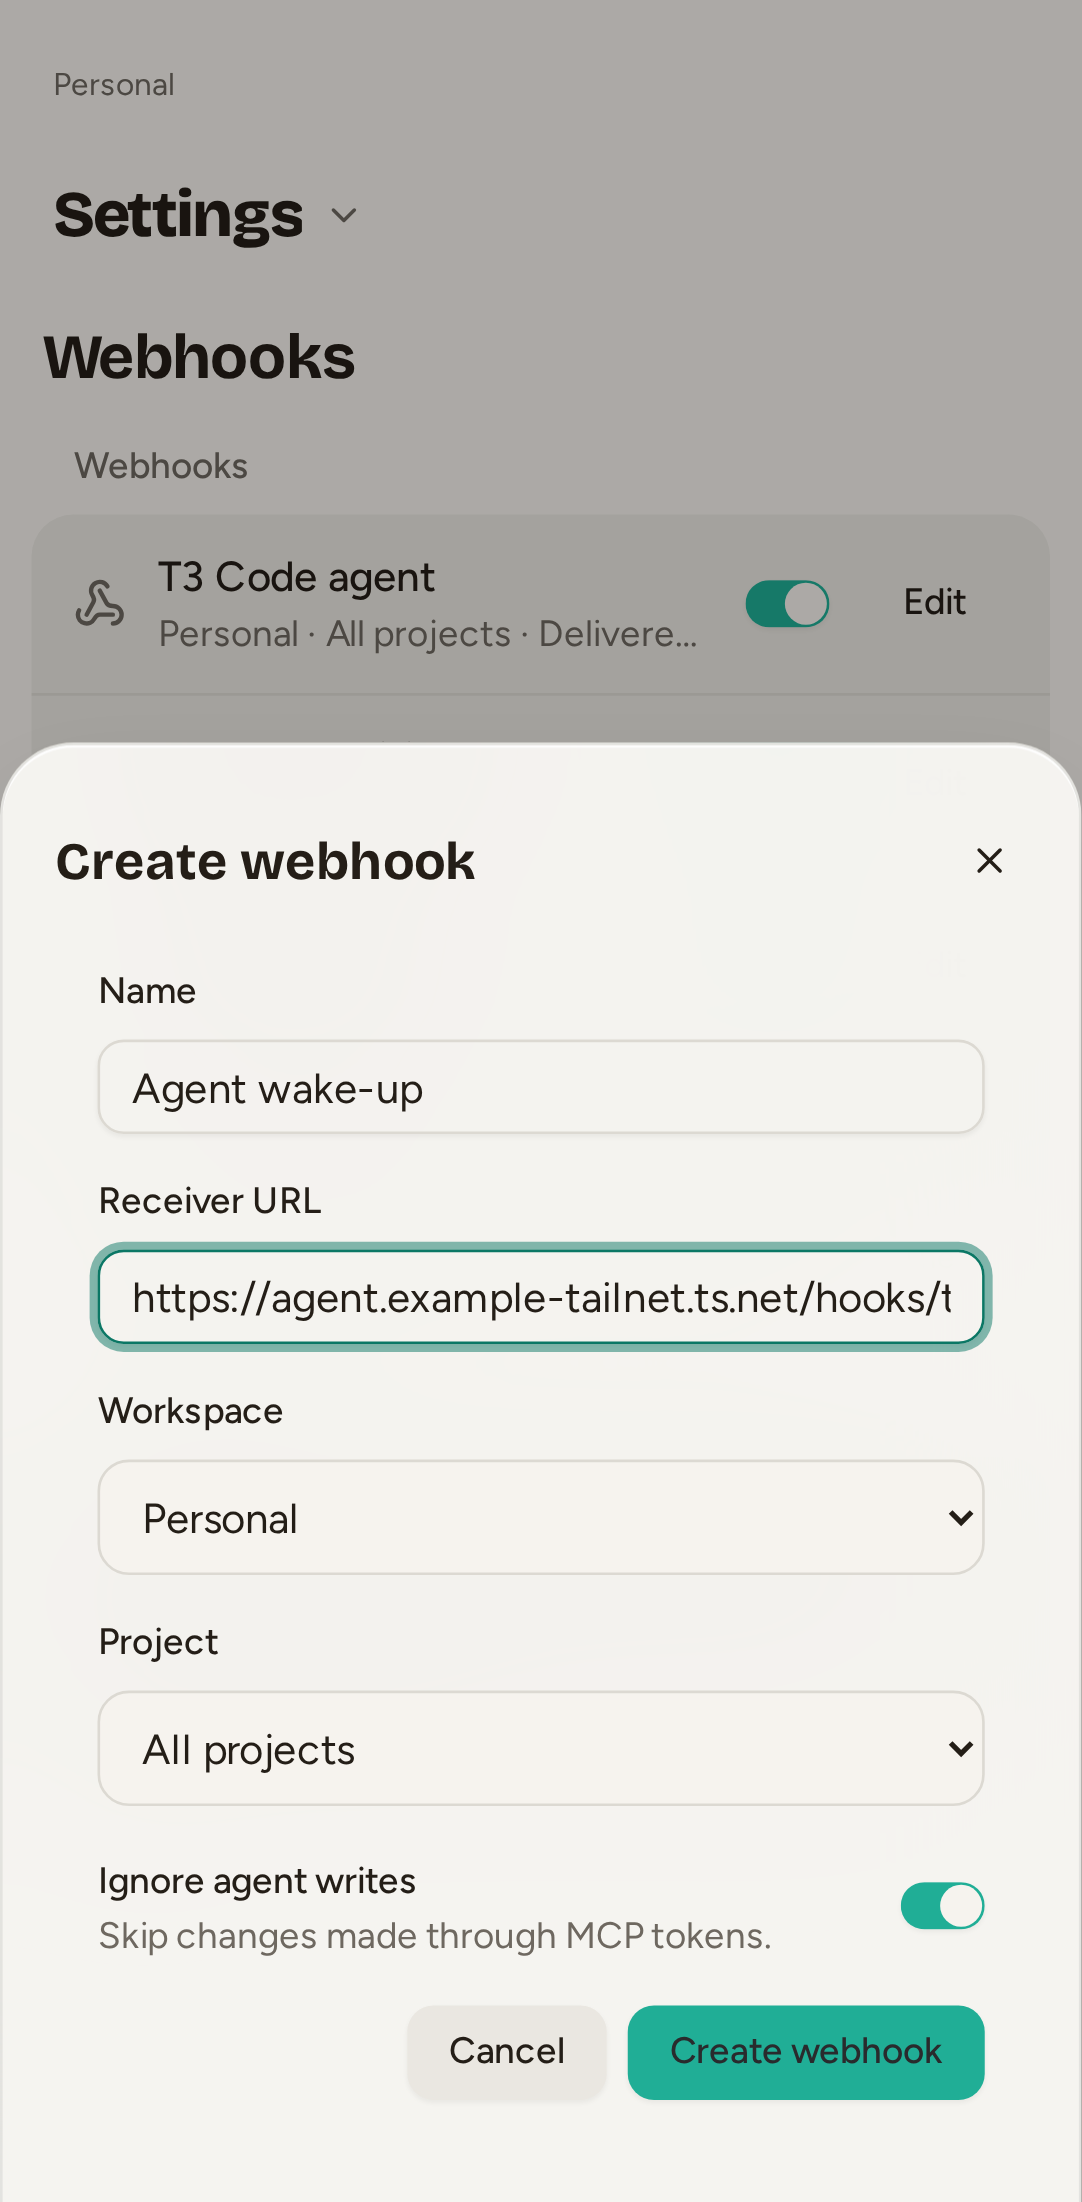 Personal
Settings
Webhooks
Webhooks
T3 Code agent
Personal · All projects · Delivere...
Edit
Create webhook
Name
Agent wake-up
Receiver URL
https://agent.example-tailnet.ts.net/hooks/t
Workspace
Personal
Project
All projects
Ignore agent writes
Skip changes made through MCP tokens.
Cancel
Create webhook